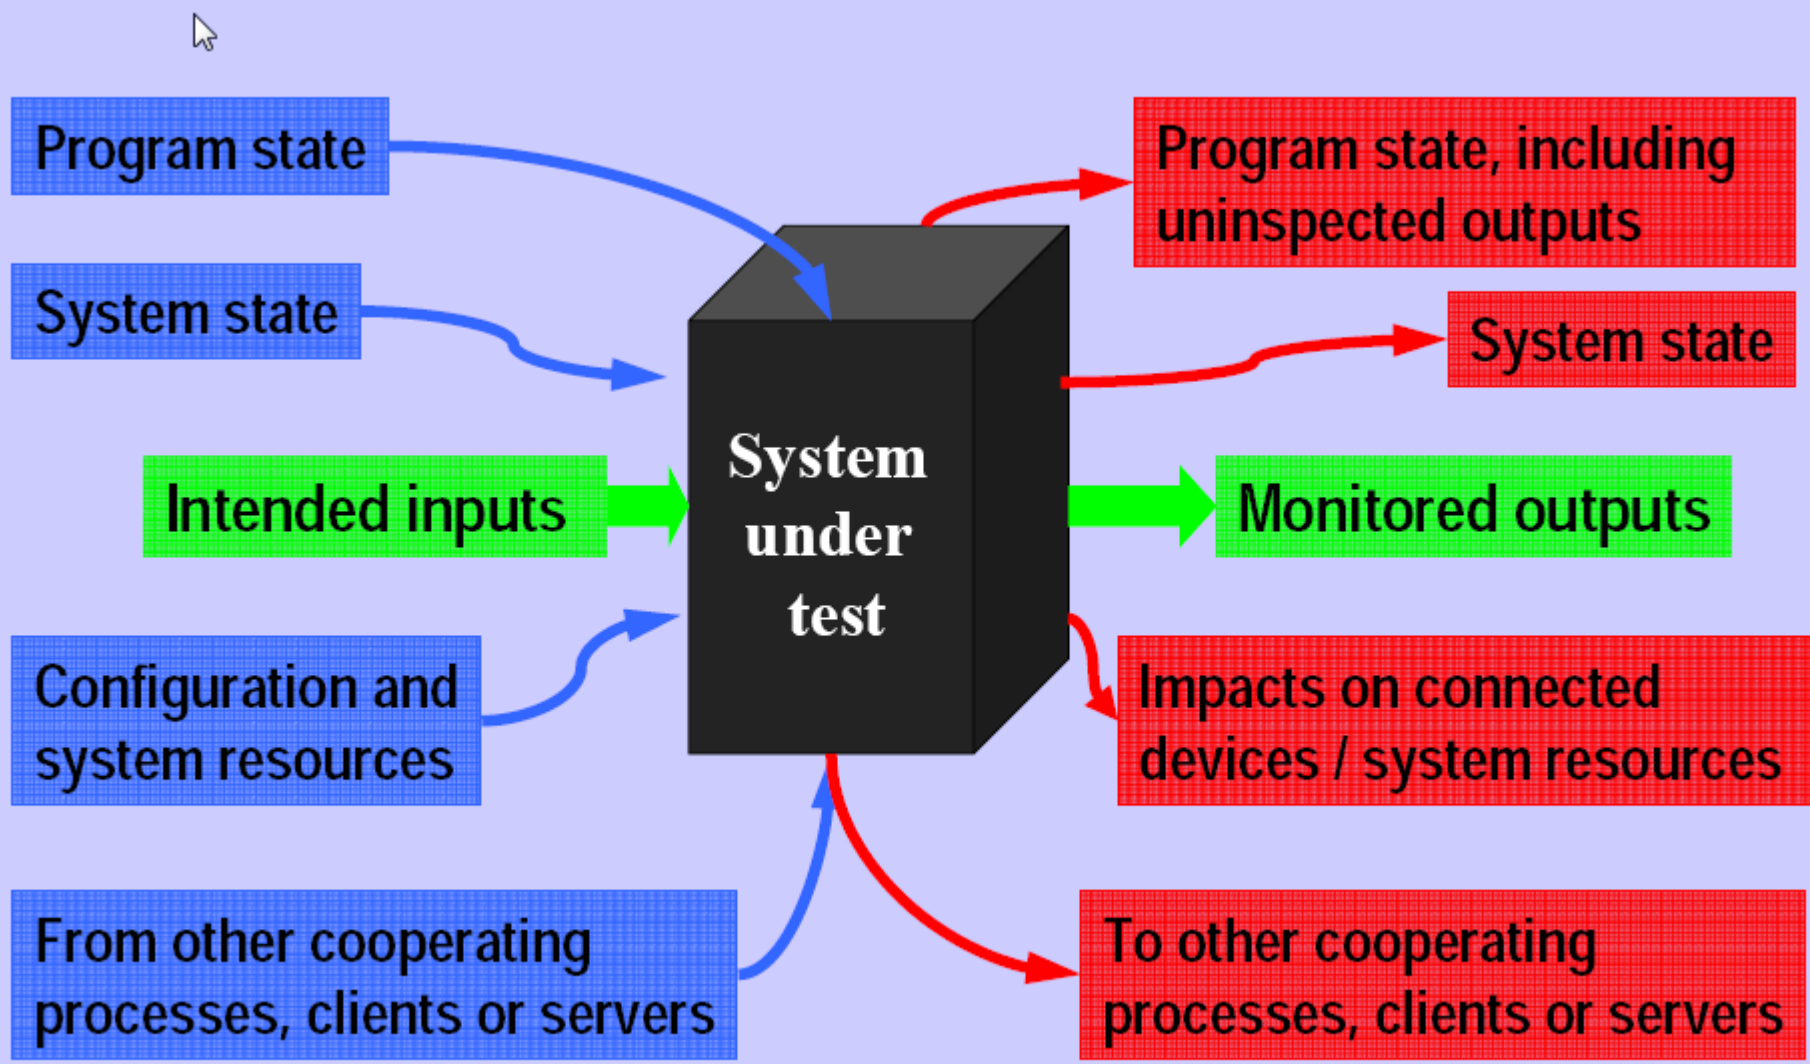 Program state
System state
Intended inputs
Configuration and
system resources
From other cooperating
processes, clients or servers
System
under
test
Program state, including
uninspected outputs
System state
Monitored outputs
Impacts on connected
devices / system resources
To other cooperating
processes, clients or servers